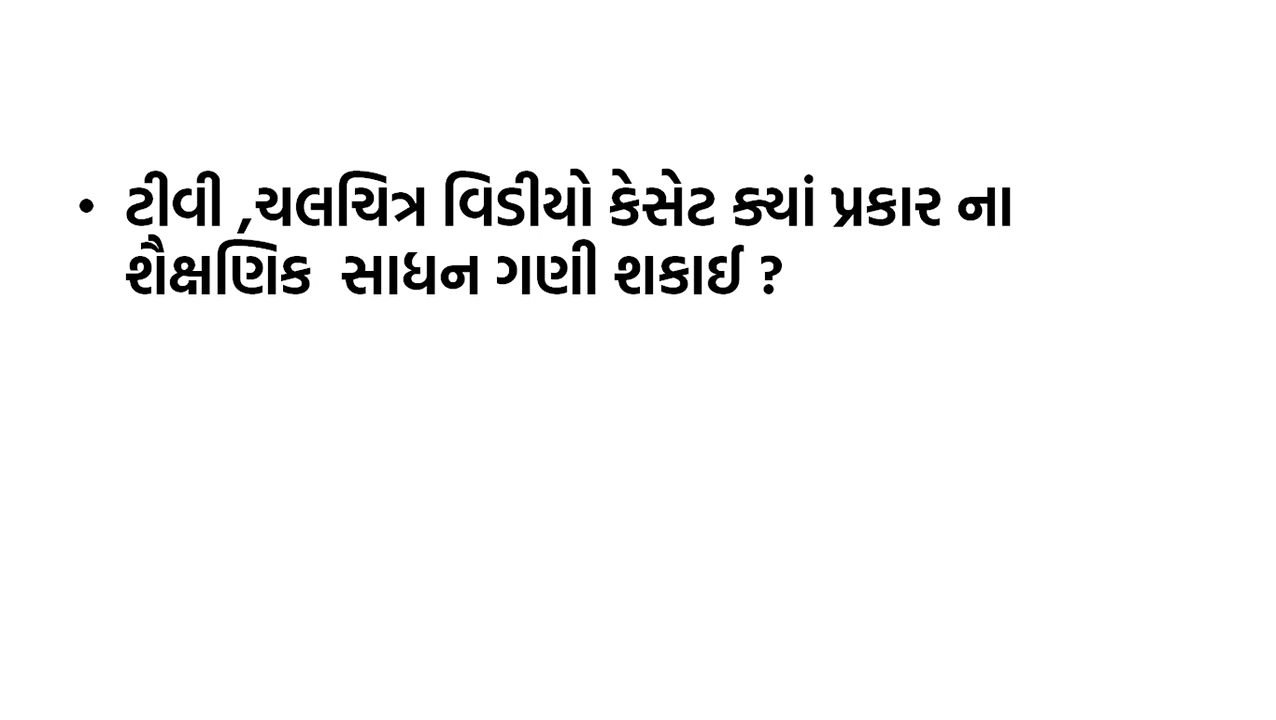 • ટીવી ,ચલચિત્ર વિડીયો કેસેટ ક્યાં પ્રકાર ના
શૈક્ષણિક સાધન ગણી શકાઈ ?